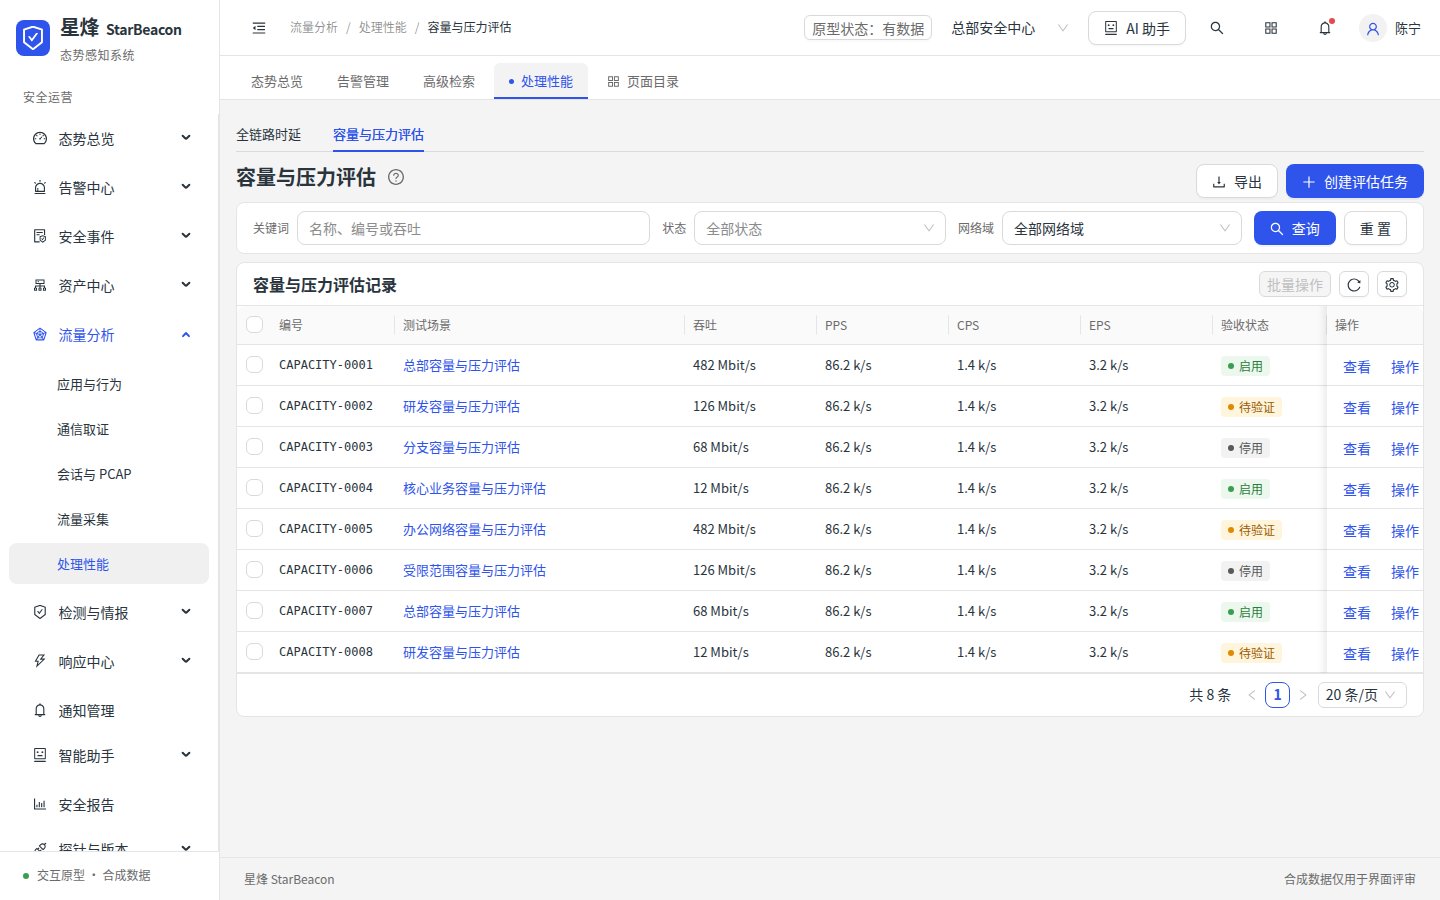 星烽 StarBeacon
态势感知系统
安全运营
态势总览
告警中心
安全事件
资产中心
流量分析
应用与行为
通信取证
会话与 PCAP
流量采集
处理性能
检测与情报
响应中心
通知管理
智能助手
安全报告
探针与版本
交互原型 · 合成数据
流量分析 / 处理性能 / 容量与压力评估
原型状态：有数据
总部安全中心
AI 助手
陈宁
态势总览 告警管理 高级检索 处理性能 页面目录
全链路时延 容量与压力评估
容量与压力评估
导出
创建评估任务
关键词 名称、编号或吞吐 状态 全部状态 网络域 全部网络域 查询 重 置
容量与压力评估记录
批量操作
编号 测试场景 吞吐 PPS CPS EPS 验收状态 操作
CAPACITY-0001 总部容量与压力评估 482 Mbit/s 86.2 k/s 1.4 k/s 3.2 k/s 启用 查看 操作
CAPACITY-0002 研发容量与压力评估 126 Mbit/s 86.2 k/s 1.4 k/s 3.2 k/s 待验证 查看 操作
CAPACITY-0003 分支容量与压力评估 68 Mbit/s 86.2 k/s 1.4 k/s 3.2 k/s 停用 查看 操作
CAPACITY-0004 核心业务容量与压力评估 12 Mbit/s 86.2 k/s 1.4 k/s 3.2 k/s 启用 查看 操作
CAPACITY-0005 办公网络容量与压力评估 482 Mbit/s 86.2 k/s 1.4 k/s 3.2 k/s 待验证 查看 操作
CAPACITY-0006 受限范围容量与压力评估 126 Mbit/s 86.2 k/s 1.4 k/s 3.2 k/s 停用 查看 操作
CAPACITY-0007 总部容量与压力评估 68 Mbit/s 86.2 k/s 1.4 k/s 3.2 k/s 启用 查看 操作
CAPACITY-0008 研发容量与压力评估 12 Mbit/s 86.2 k/s 1.4 k/s 3.2 k/s 待验证 查看 操作
共 8 条 1 20 条/页
星烽 StarBeacon
合成数据仅用于界面评审